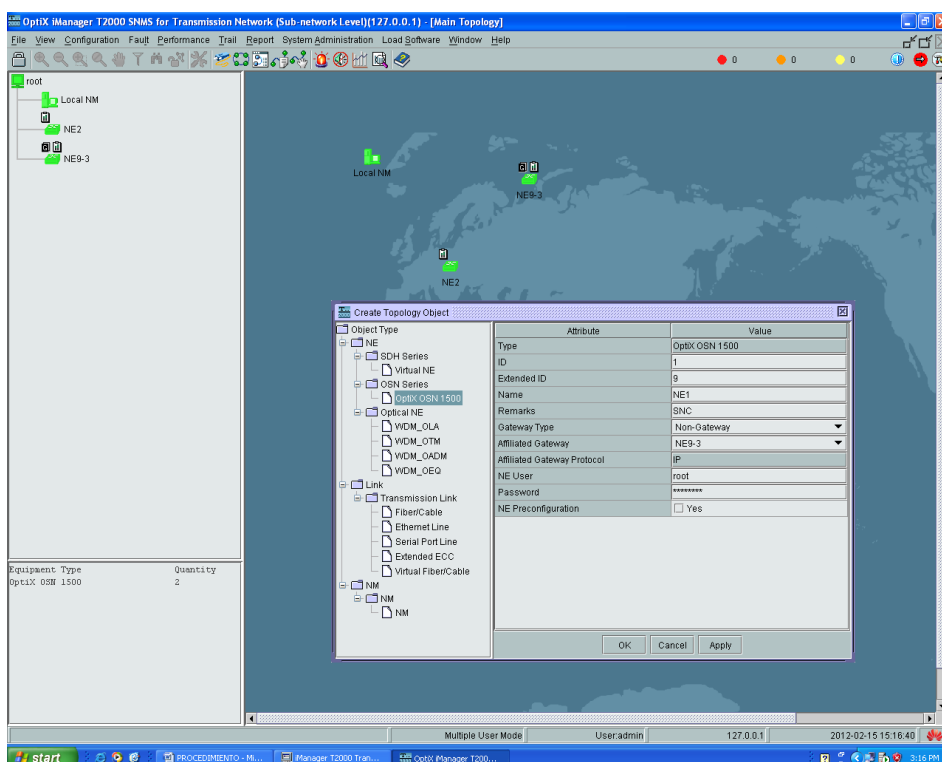 OptiX iManager T2000 SNMS for Transmission Network (Sub-network Level)(127.0.0.1) - [Main Topology]
File View Configuration Fault Performance Trail Report System Administration Load Software Window Help
0 0 0
root
Local NM
NE2
NE9-3
Local NM
NE9-3
NE2
Create Topology Object
Object Type
NE
SDH Series
Virtual NE
OSN Series
OptiX OSN 1500
Optical NE
WDM_OLA
WDM_OTM
WDM_OADM
WDM_OEQ
Link
Transmission Link
Fiber/Cable
Ethernet Line
Serial Port Line
Extended ECC
Virtual Fiber/Cable
NM
NM
NM
Attribute Value
Type OptiX OSN 1500
ID 1
Extended ID 9
Name NE1
Remarks SNC
Gateway Type Non-Gateway
Affiliated Gateway NE9-3
Affiliated Gateway Protocol IP
NE User root
Password ********
NE Preconfiguration Yes
OK Cancel Apply
Equipment Type Quantity
OptiX OSN 1500 2
Multiple User Mode User:admin 127.0.0.1 2012-02-15 15:16:40
start PROCEDIMIENTO - Mi... iManager T2000 Tran... OptiX iManager T200... 3:16 PM